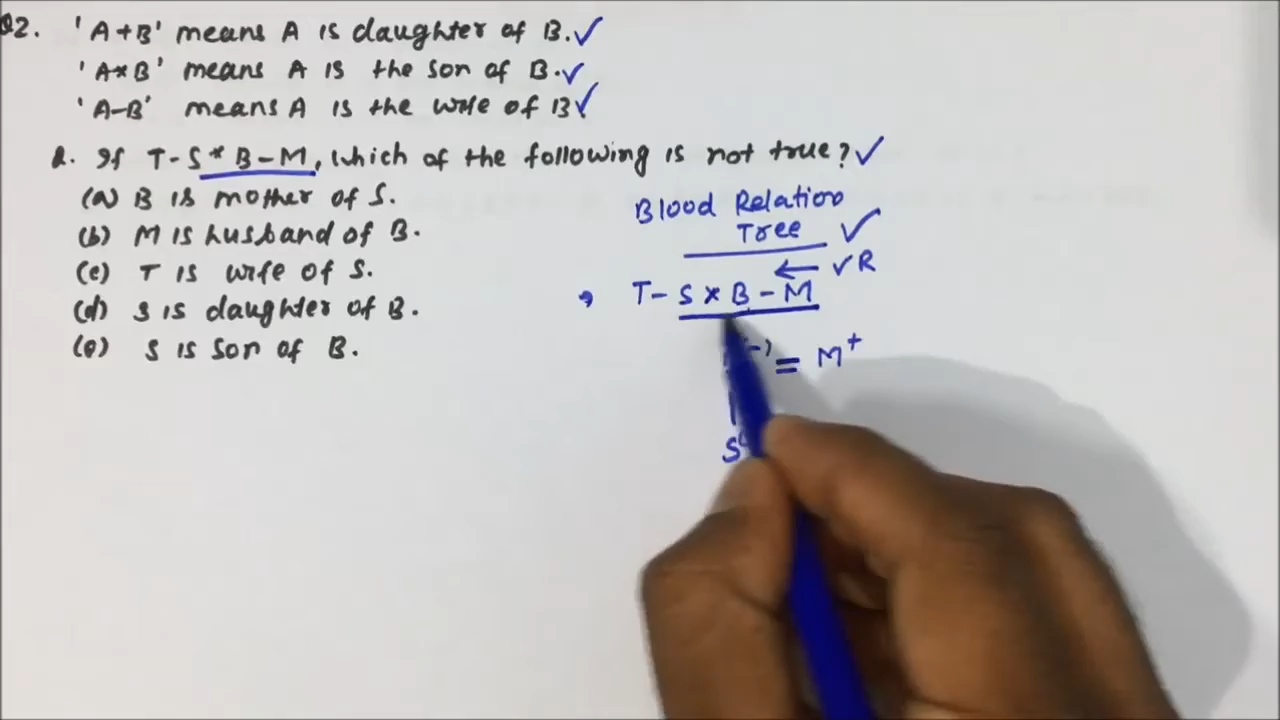 Q2. 'A+B' means A is daughter of B. ✓
'A*B' means A is the son of B. ✓
'A-B' means A is the wife of B ✓
Q. If T-S*B-M, which of the following is not true? ✓
(a) B is mother of S.
(b) M is husband of B.
(c) T is wife of S.
(d) S is daughter of B.
(e) S is son of B.
Blood Relation
Tree ✓
← ✓ R
T-S×B-M
(-) = M+
S